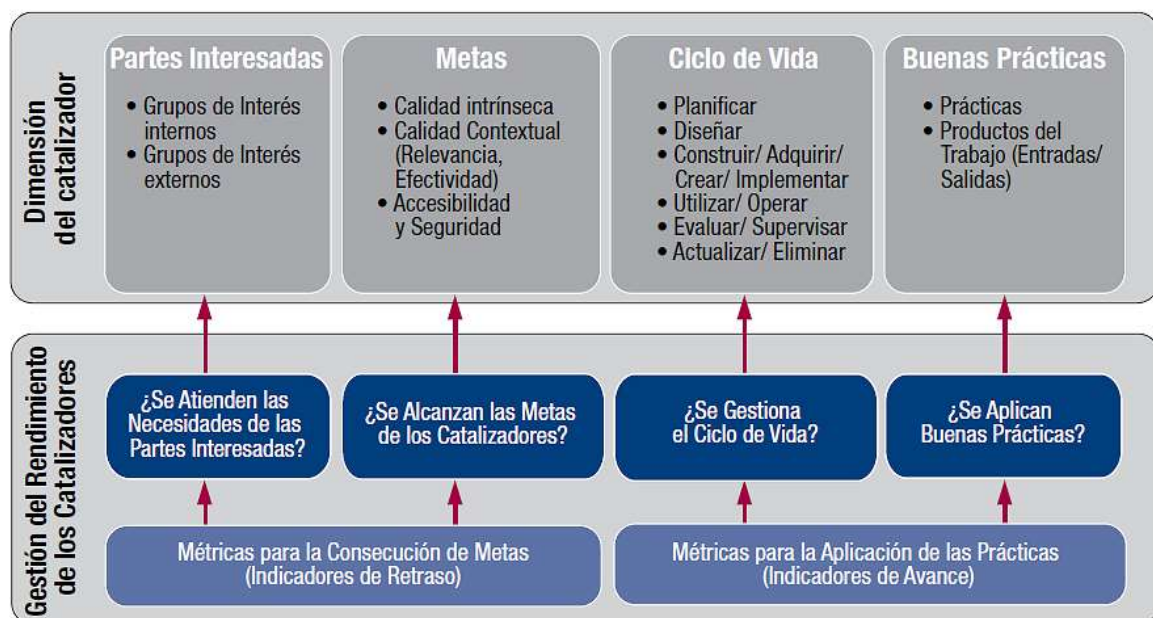 Dimensión
del catalizador
Partes Interesadas
• Grupos de Interés
internos
• Grupos de Interés
externos
Metas
• Calidad intrínseca
• Calidad Contextual
(Relevancia,
Efectividad)
• Accesibilidad
y Seguridad
Ciclo de Vida
• Planificar
• Diseñar
• Construir/ Adquirir/
Crear/ Implementar
• Utilizar/ Operar
• Evaluar/ Supervisar
• Actualizar/ Eliminar
Buenas Prácticas
• Prácticas
• Productos del
Trabajo (Entradas/
Salidas)
Gestión del Rendimiento
de los Catalizadores
¿Se Atienden las
Necesidades de las
Partes Interesadas?
¿Se Alcanzan las Metas
de los Catalizadores?
¿Se Gestiona
el Ciclo de Vida?
¿Se Aplican
Buenas Prácticas?
Métricas para la Consecución de Metas
(Indicadores de Retraso)
Métricas para la Aplicación de las Prácticas
(Indicadores de Avance)